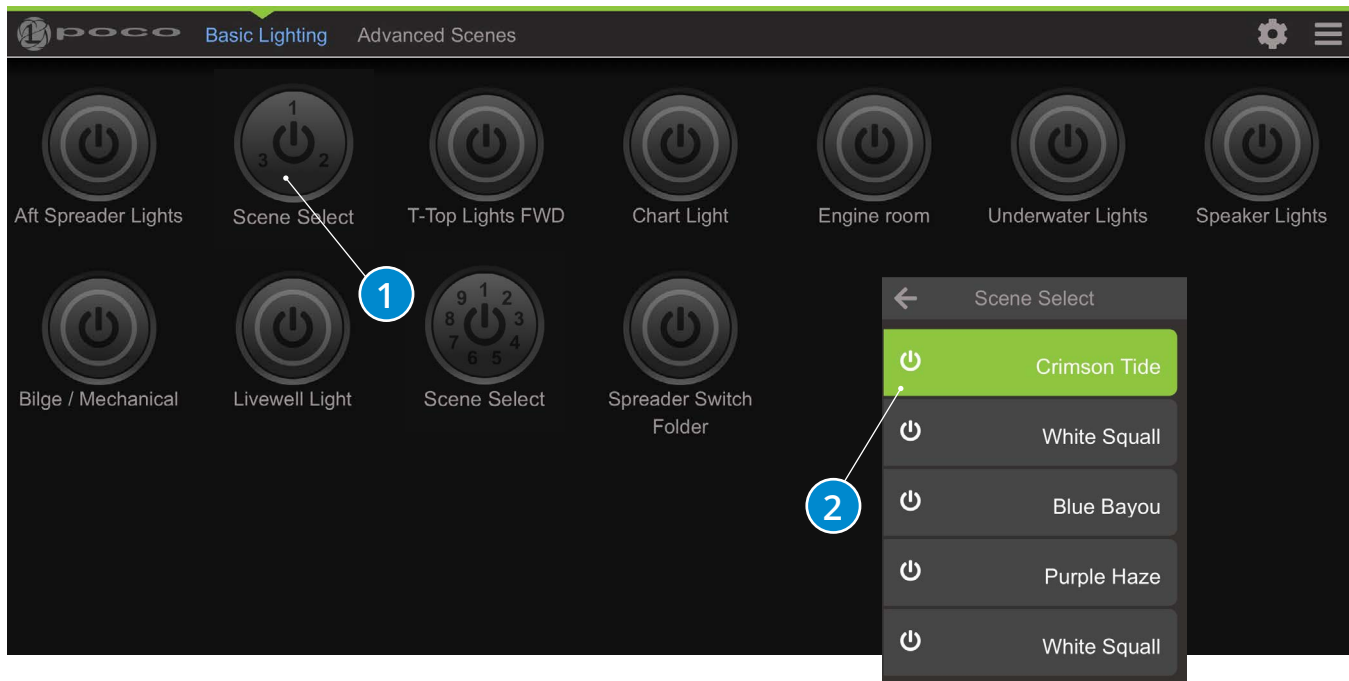 poco Basic Lighting Advanced Scenes
1
3 2
Aft Spreader Lights Scene Select T-Top Lights FWD Chart Light Engine room Underwater Lights Speaker Lights
1
9 1 2
8 3
7 4
6 5
Bilge / Mechanical Livewell Light Scene Select Spreader Switch
Folder
Scene Select
Crimson Tide
White Squall
2
Blue Bayou
Purple Haze
White Squall